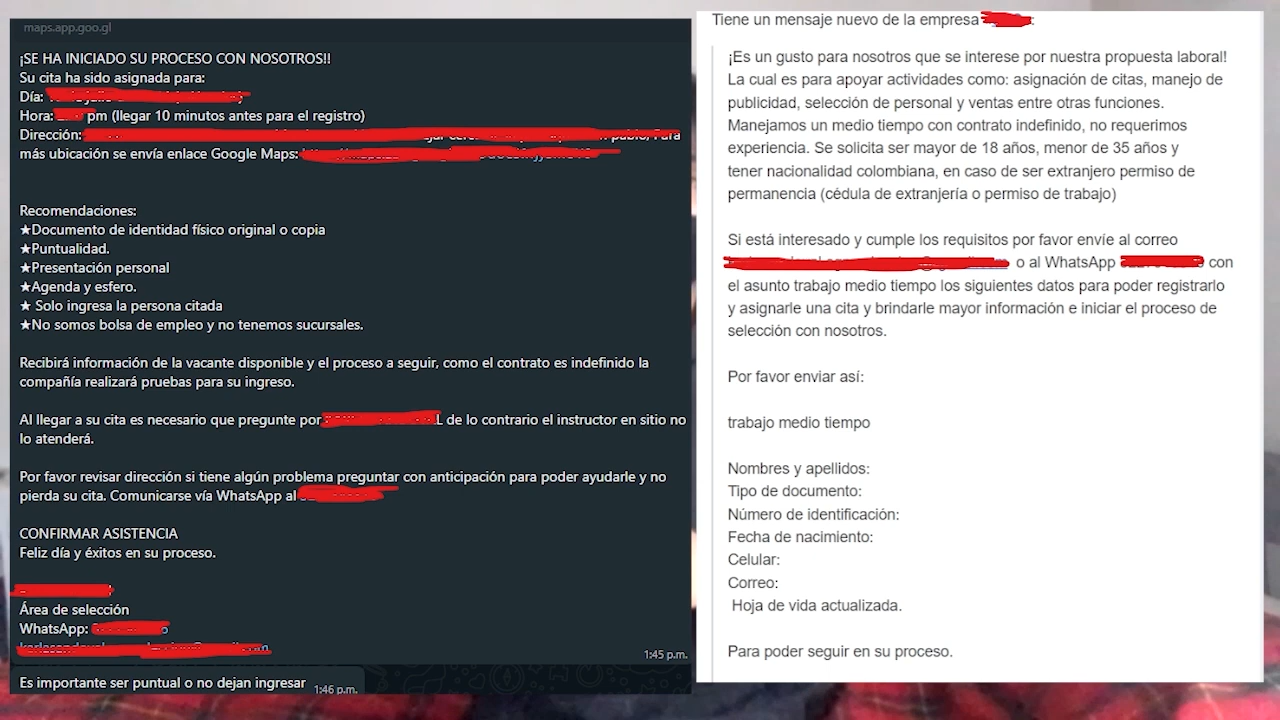 maps.app.goo.gl
¡SE HA INICIADO SU PROCESO CON NOSOTROS!!
Su cita ha sido asignada para:
Día:
Hora: pm (llegar 10 minutos antes para el registro)
Dirección: Para
más ubicación se envía enlace Google Maps:
Recomendaciones:
★Documento de identidad físico original o copia
★Puntualidad.
★Presentación personal
★Agenda y esfero.
★ Solo ingresa la persona citada
★No somos bolsa de empleo y no tenemos sucursales.
Recibirá información de la vacante disponible y el proceso a seguir, como el contrato es indefinido la
compañía realizará pruebas para su ingreso.
Al llegar a su cita es necesario que pregunte por de lo contrario el instructor en sitio no
lo atenderá.
Por favor revisar dirección si tiene algún problema preguntar con anticipación para poder ayudarle y no
pierda su cita. Comunicarse vía WhatsApp al
CONFIRMAR ASISTENCIA
Feliz día y éxitos en su proceso.
Área de selección
WhatsApp:
1:45 p.m.
Es importante ser puntual o no dejan ingresar
1:46 p.m.
Tiene un mensaje nuevo de la empresa
¡Es un gusto para nosotros que se interese por nuestra propuesta laboral!
La cual es para apoyar actividades como: asignación de citas, manejo de
publicidad, selección de personal y ventas entre otras funciones.
Manejamos un medio tiempo con contrato indefinido, no requerimos
experiencia. Se solicita ser mayor de 18 años, menor de 35 años y
tener nacionalidad colombiana, en caso de ser extranjero permiso de
permanencia (cédula de extranjería o permiso de trabajo)
Si está interesado y cumple los requisitos por favor envíe al correo
o al WhatsApp con
el asunto trabajo medio tiempo los siguientes datos para poder registrarlo
y asignarle una cita y brindarle mayor información e iniciar el proceso de
selección con nosotros.
Por favor enviar así:
trabajo medio tiempo
Nombres y apellidos:
Tipo de documento:
Número de identificación:
Fecha de nacimiento:
Celular:
Correo:
Hoja de vida actualizada.
Para poder seguir en su proceso.